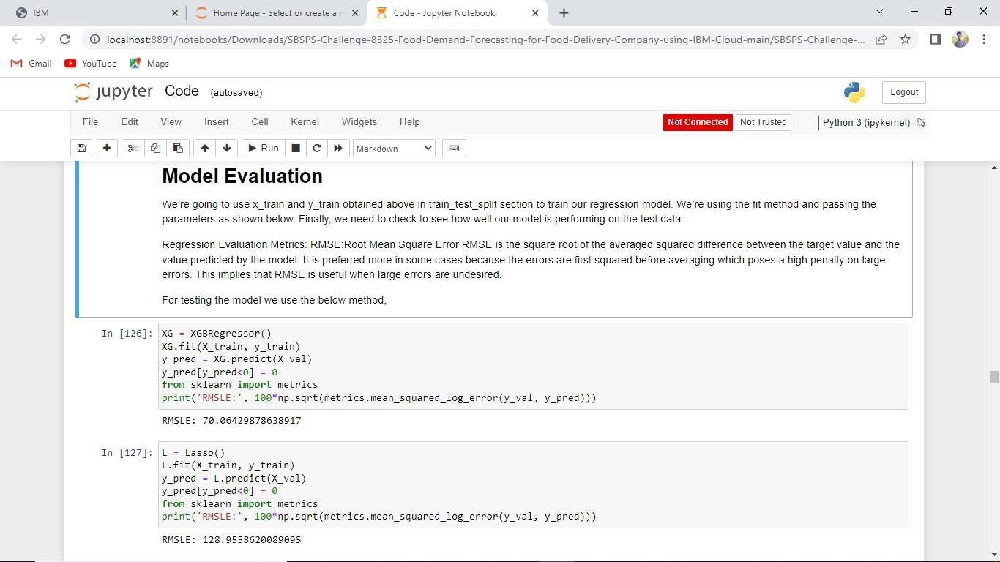 IBM
Home Page - Select or create a n
Code - Jupyter Notebook
localhost:8891/notebooks/Downloads/SBSPS-Challenge-8325-Food-Demand-Forecasting-for-Food-Delivery-Company-using-IBM-Cloud-main/SBSPS-Challenge-...
Gmail YouTube Maps
jupyter Code (autosaved) Logout
File Edit View Insert Cell Kernel Widgets Help Not Connected Not Trusted Python 3 (ipykernel)
Run Markdown
Model Evaluation
We're going to use x_train and y_train obtained above in train_test_split section to train our regression model. We're using the fit method and passing the
parameters as shown below. Finally, we need to check to see how well our model is performing on the test data.
Regression Evaluation Metrics: RMSE:Root Mean Square Error RMSE is the square root of the averaged squared difference between the target value and the
value predicted by the model. It is preferred more in some cases because the errors are first squared before averaging which poses a high penalty on large
errors. This implies that RMSE is useful when large errors are undesired.
For testing the model we use the below method,
In [126]: XG = XGBRegressor()
XG.fit(X_train, y_train)
y_pred = XG.predict(X_val)
y_pred[y_pred<0] = 0
from sklearn import metrics
print('RMSLE:', 100*np.sqrt(metrics.mean_squared_log_error(y_val, y_pred)))
RMSLE: 70.06429878638917
In [127]: L = Lasso()
L.fit(X_train, y_train)
y_pred = L.predict(X_val)
y_pred[y_pred<0] = 0
from sklearn import metrics
print('RMSLE:', 100*np.sqrt(metrics.mean_squared_log_error(y_val, y_pred)))
RMSLE: 128.9558620089095